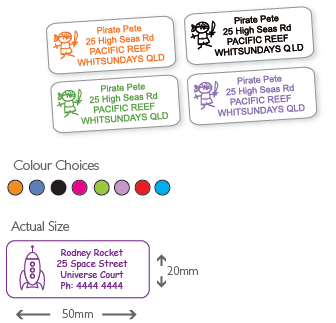 Pirate Pete
25 High Seas Rd
PACIFIC REEF
WHITSUNDAYS QLD
Pirate Pete
25 High Seas Rd
PACIFIC REEF
WHITSUNDAYS QLD
Pirate Pete
25 High Seas Rd
PACIFIC REEF
WHITSUNDAYS QLD
Pirate Pete
25 High Seas Rd
PACIFIC REEF
WHITSUNDAYS QLD
Colour Choices
Actual Size
Rodney Rocket
25 Space Street
Universe Court
Ph: 4444 4444
20mm
50mm